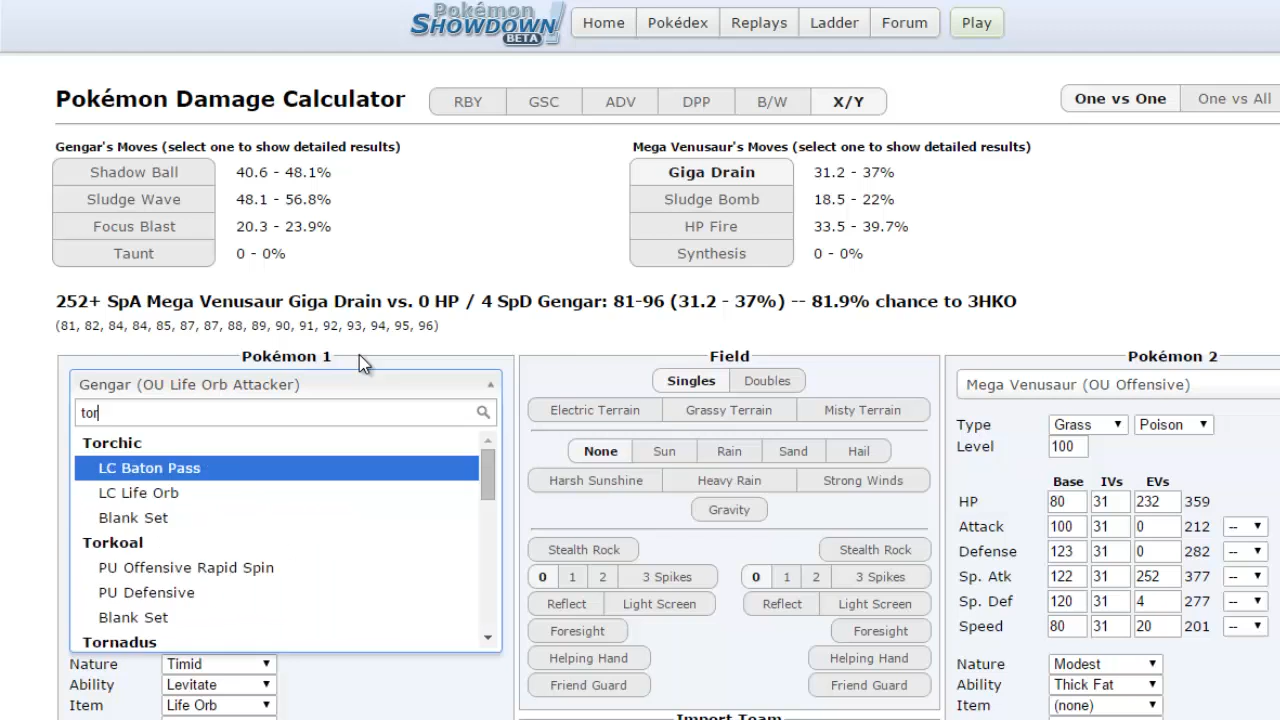 Pokémon
SHOWDOWN!
BETA
Home Pokédex Replays Ladder Forum Play
Pokémon Damage Calculator RBY GSC ADV DPP B/W X/Y One vs One One vs All
Gengar's Moves (select one to show detailed results)
Shadow Ball 40.6 - 48.1%
Sludge Wave 48.1 - 56.8%
Focus Blast 20.3 - 23.9%
Taunt 0 - 0%
Mega Venusaur's Moves (select one to show detailed results)
Giga Drain 31.2 - 37%
Sludge Bomb 18.5 - 22%
HP Fire 33.5 - 39.7%
Synthesis 0 - 0%
252+ SpA Mega Venusaur Giga Drain vs. 0 HP / 4 SpD Gengar: 81-96 (31.2 - 37%) -- 81.9% chance to 3HKO
(81, 82, 84, 84, 85, 87, 87, 88, 89, 90, 91, 92, 93, 94, 95, 96)
Pokémon 1
Gengar (OU Life Orb Attacker)
tor
Torchic
LC Baton Pass
LC Life Orb
Blank Set
Torkoal
PU Offensive Rapid Spin
PU Defensive
Blank Set
Tornadus
Nature Timid
Ability Levitate
Item Life Orb
Field
Singles Doubles
Electric Terrain Grassy Terrain Misty Terrain
None Sun Rain Sand Hail
Harsh Sunshine Heavy Rain Strong Winds
Gravity
Stealth Rock Stealth Rock
0 1 2 3 Spikes 0 1 2 3 Spikes
Reflect Light Screen Reflect Light Screen
Foresight Foresight
Helping Hand Helping Hand
Friend Guard Friend Guard
Import Team
Pokémon 2
Mega Venusaur (OU Offensive)
Type Grass Poison
Level 100
Base IVs EVs
HP 80 31 232 359
Attack 100 31 0 212 --
Defense 123 31 0 282 --
Sp. Atk 122 31 252 377 --
Sp. Def 120 31 4 277 --
Speed 80 31 20 201 --
Nature Modest
Ability Thick Fat
Item (none)